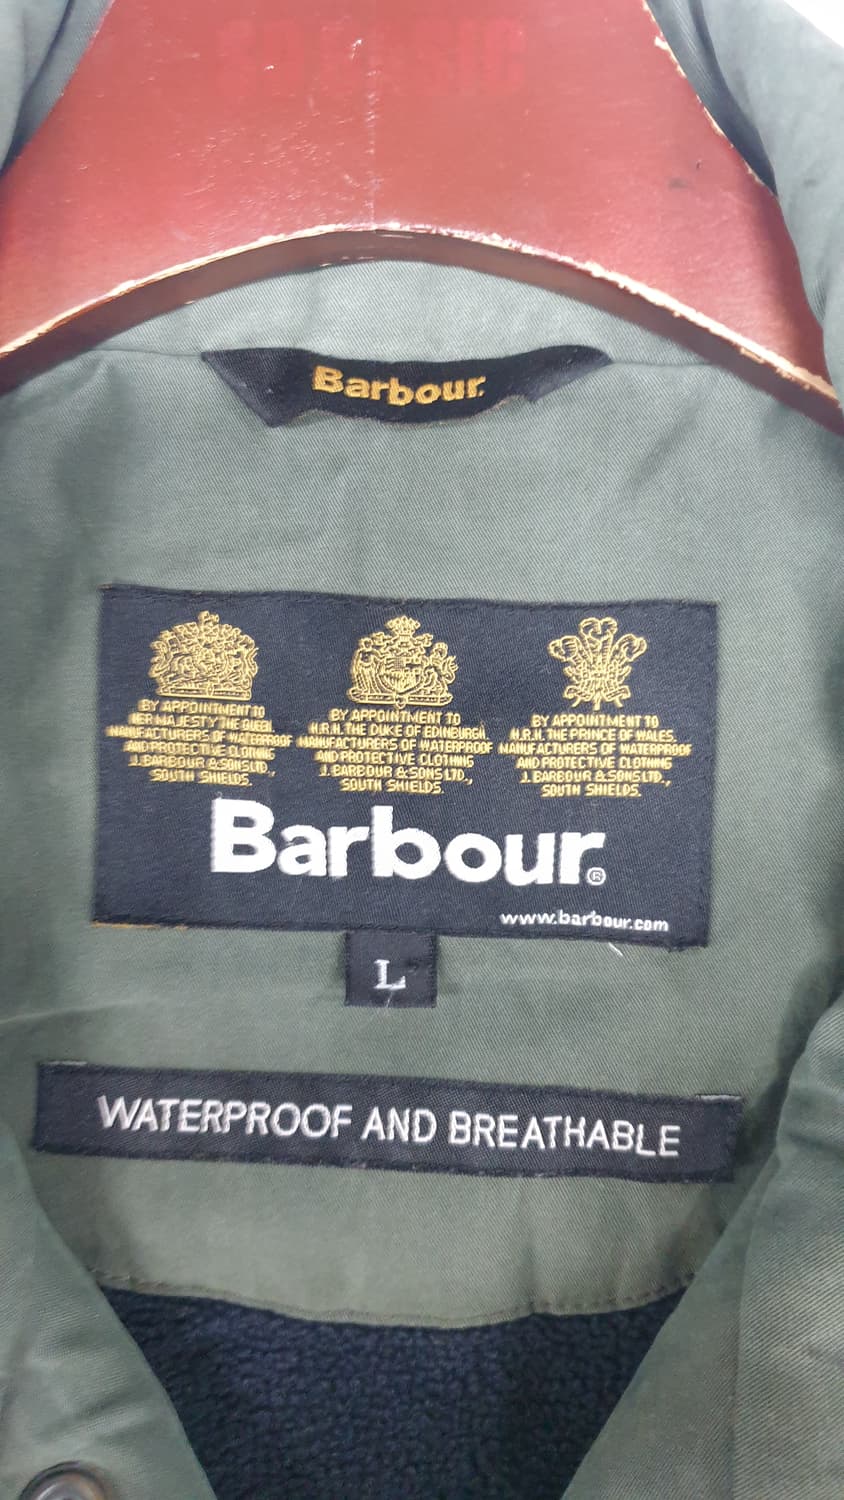 Barbour.
BY APPOINTMENT TO
HER MAJESTY THE QUEEN
MANUFACTURERS OF WATERPROOF
AND PROTECTIVE CLOTHING
J. BARBOUR & SONS LTD.,
SOUTH SHIELDS.
BY APPOINTMENT TO
H.R.H. THE DUKE OF EDINBURGH,
MANUFACTURERS OF WATERPROOF
AND PROTECTIVE CLOTHING
J. BARBOUR & SONS LTD.,
SOUTH SHIELDS.
BY APPOINTMENT TO
H.R.H. THE PRINCE OF WALES.
MANUFACTURERS OF WATERPROOF
AND PROTECTIVE CLOTHING
J. BARBOUR & SONS LTD.,
SOUTH SHIELDS.
Barbour®
www.barbour.com
L
WATERPROOF AND BREATHABLE